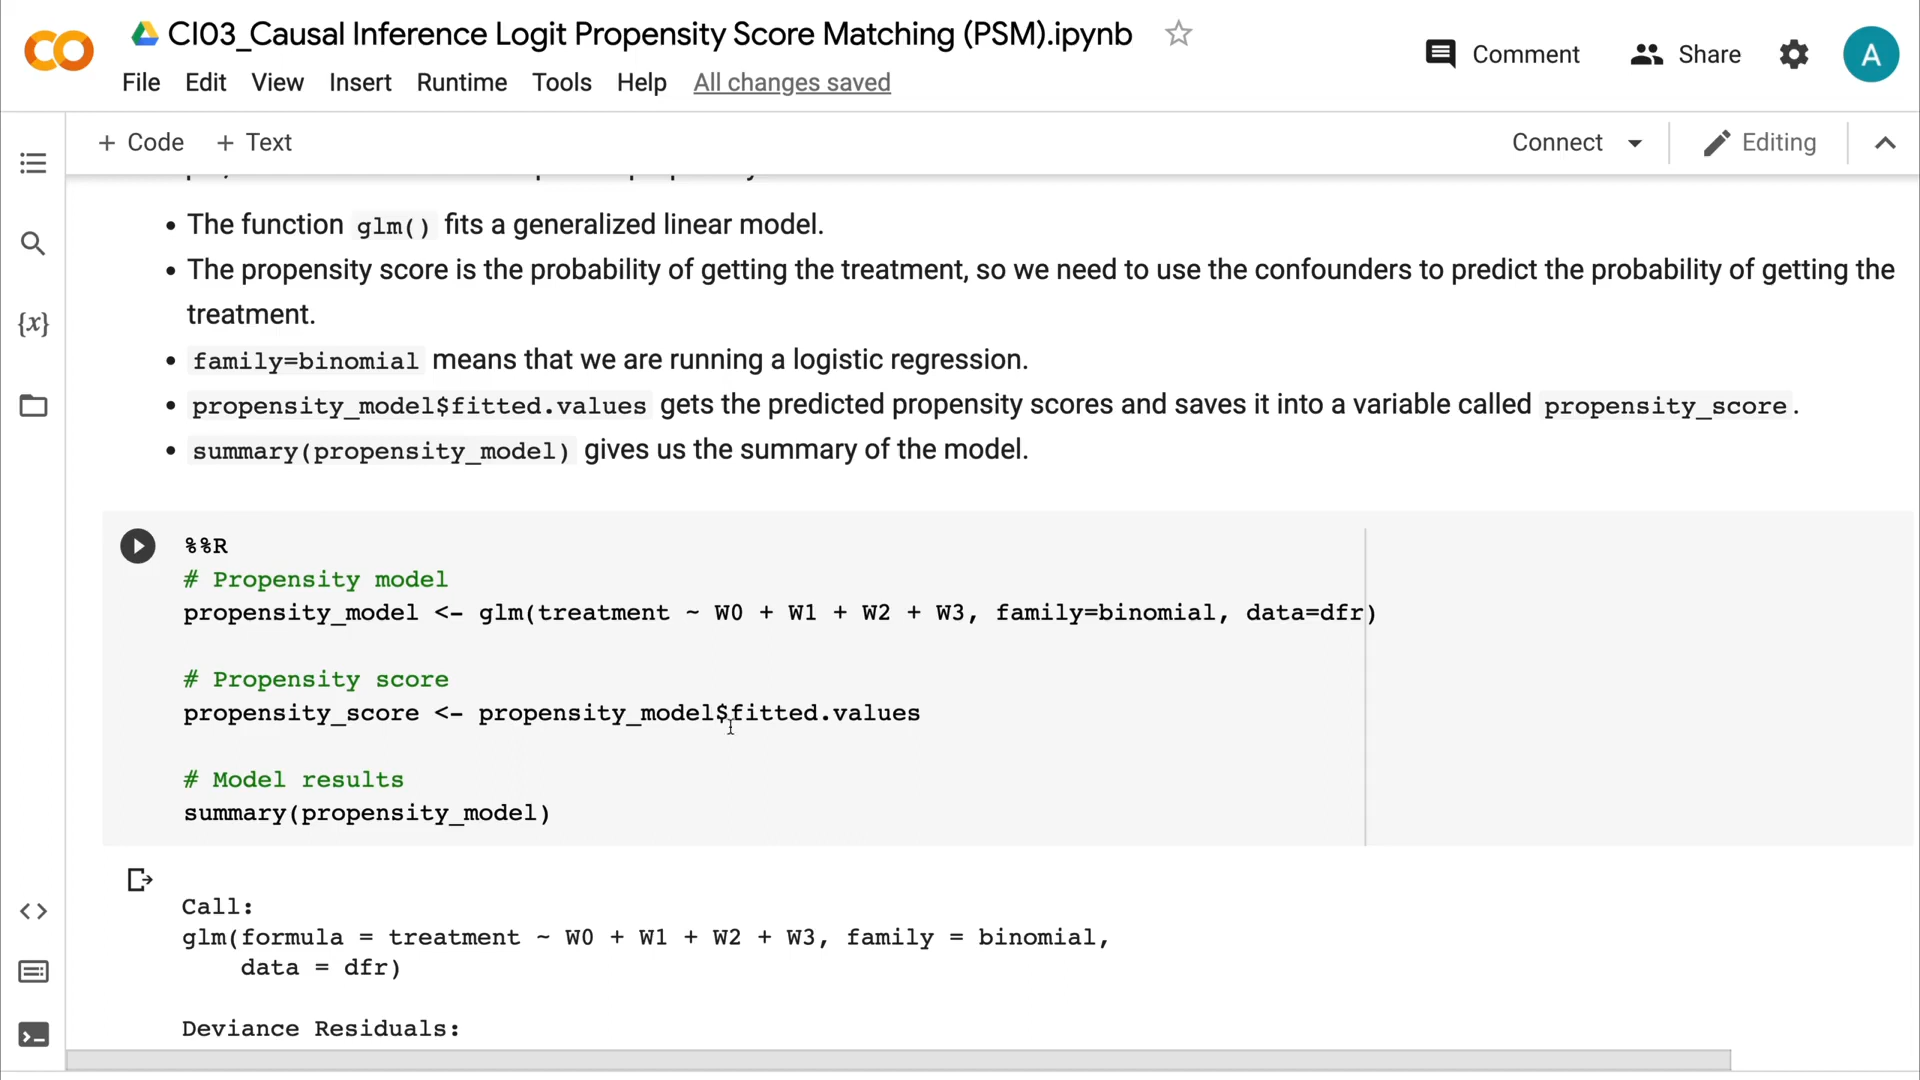 CI03_Causal Inference Logit Propensity Score Matching (PSM).ipynb
Comment
Share
A
File Edit View Insert Runtime Tools Help All changes saved
+ Code + Text
Connect
Editing
• The function glm() fits a generalized linear model.
• The propensity score is the probability of getting the treatment, so we need to use the confounders to predict the probability of getting the
treatment.
• family=binomial means that we are running a logistic regression.
• propensity_model$fitted.values gets the predicted propensity scores and saves it into a variable called propensity_score.
• summary(propensity_model) gives us the summary of the model.
%%R
# Propensity model
propensity_model <- glm(treatment ~ W0 + W1 + W2 + W3, family=binomial, data=dfr)
# Propensity score
propensity_score <- propensity_model$fitted.values
# Model results
summary(propensity_model)
Call:
glm(formula = treatment ~ W0 + W1 + W2 + W3, family = binomial,
data = dfr)
Deviance Residuals: